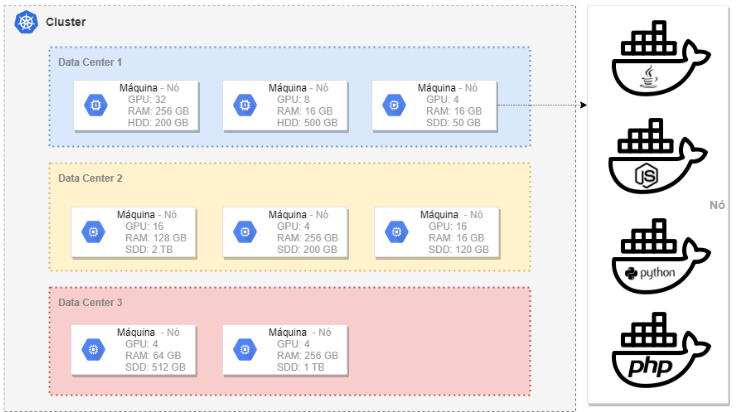 Cluster
Data Center 1
Máquina - Nó
GPU: 32
RAM: 256 GB
HDD: 200 GB
Máquina - Nó
GPU: 8
RAM: 16 GB
HDD: 500 GB
Máquina - Nó
GPU: 4
RAM: 16 GB
SDD: 50 GB
Data Center 2
Máquina - Nó
GPU: 16
RAM: 128 GB
SDD: 2 TB
Máquina - Nó
GPU: 4
RAM: 256 GB
SDD: 200 GB
Máquina - Nó
GPU: 16
RAM: 16 GB
SDD: 120 GB
Data Center 3
Máquina - Nó
GPU: 4
RAM: 64 GB
SDD: 512 GB
Máquina - Nó
GPU: 4
RAM: 256 GB
SDD: 1 TB
Java
JS
Nó
python
php